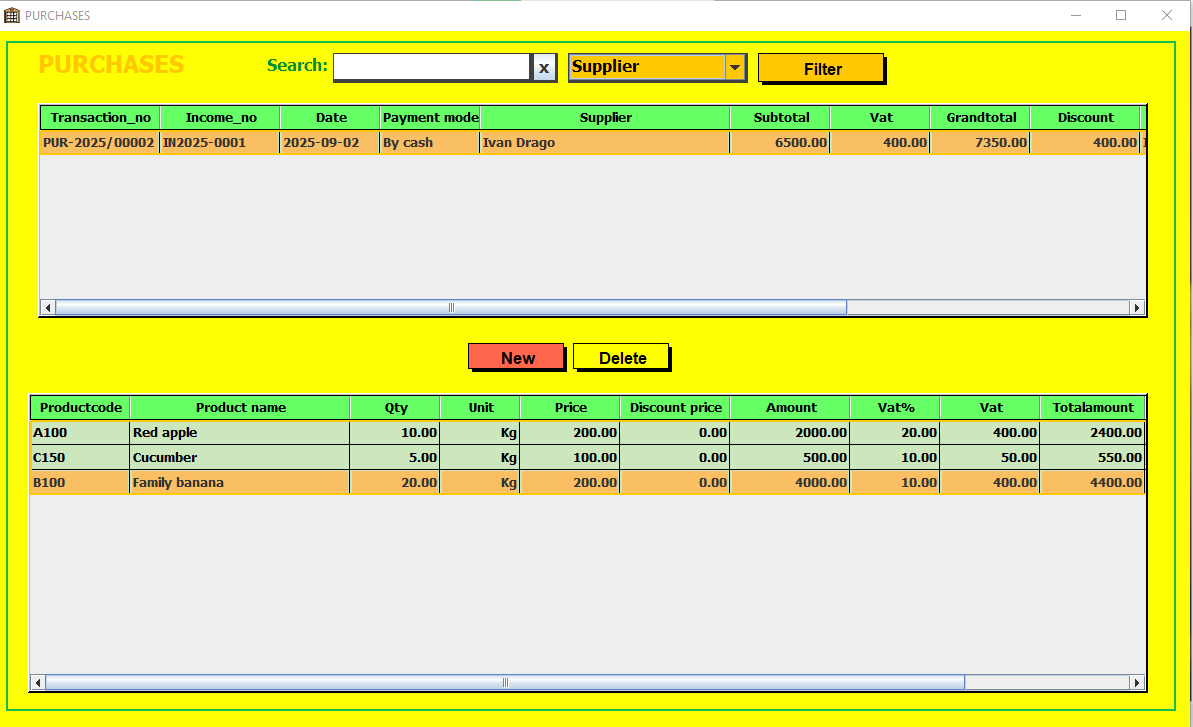 PURCHASES
PURCHASES Search: x Supplier Filter
Transaction_no Income_no Date Payment mode Supplier Subtotal Vat Grandtotal Discount
PUR-2025/00002 IN2025-0001 2025-09-02 By cash Ivan Drago 6500.00 400.00 7350.00 400.00
New Delete
Productcode Product name Qty Unit Price Discount price Amount Vat% Vat Totalamount
A100 Red apple 10.00 Kg 200.00 0.00 2000.00 20.00 400.00 2400.00
C150 Cucumber 5.00 Kg 100.00 0.00 500.00 10.00 50.00 550.00
B100 Family banana 20.00 Kg 200.00 0.00 4000.00 10.00 400.00 4400.00